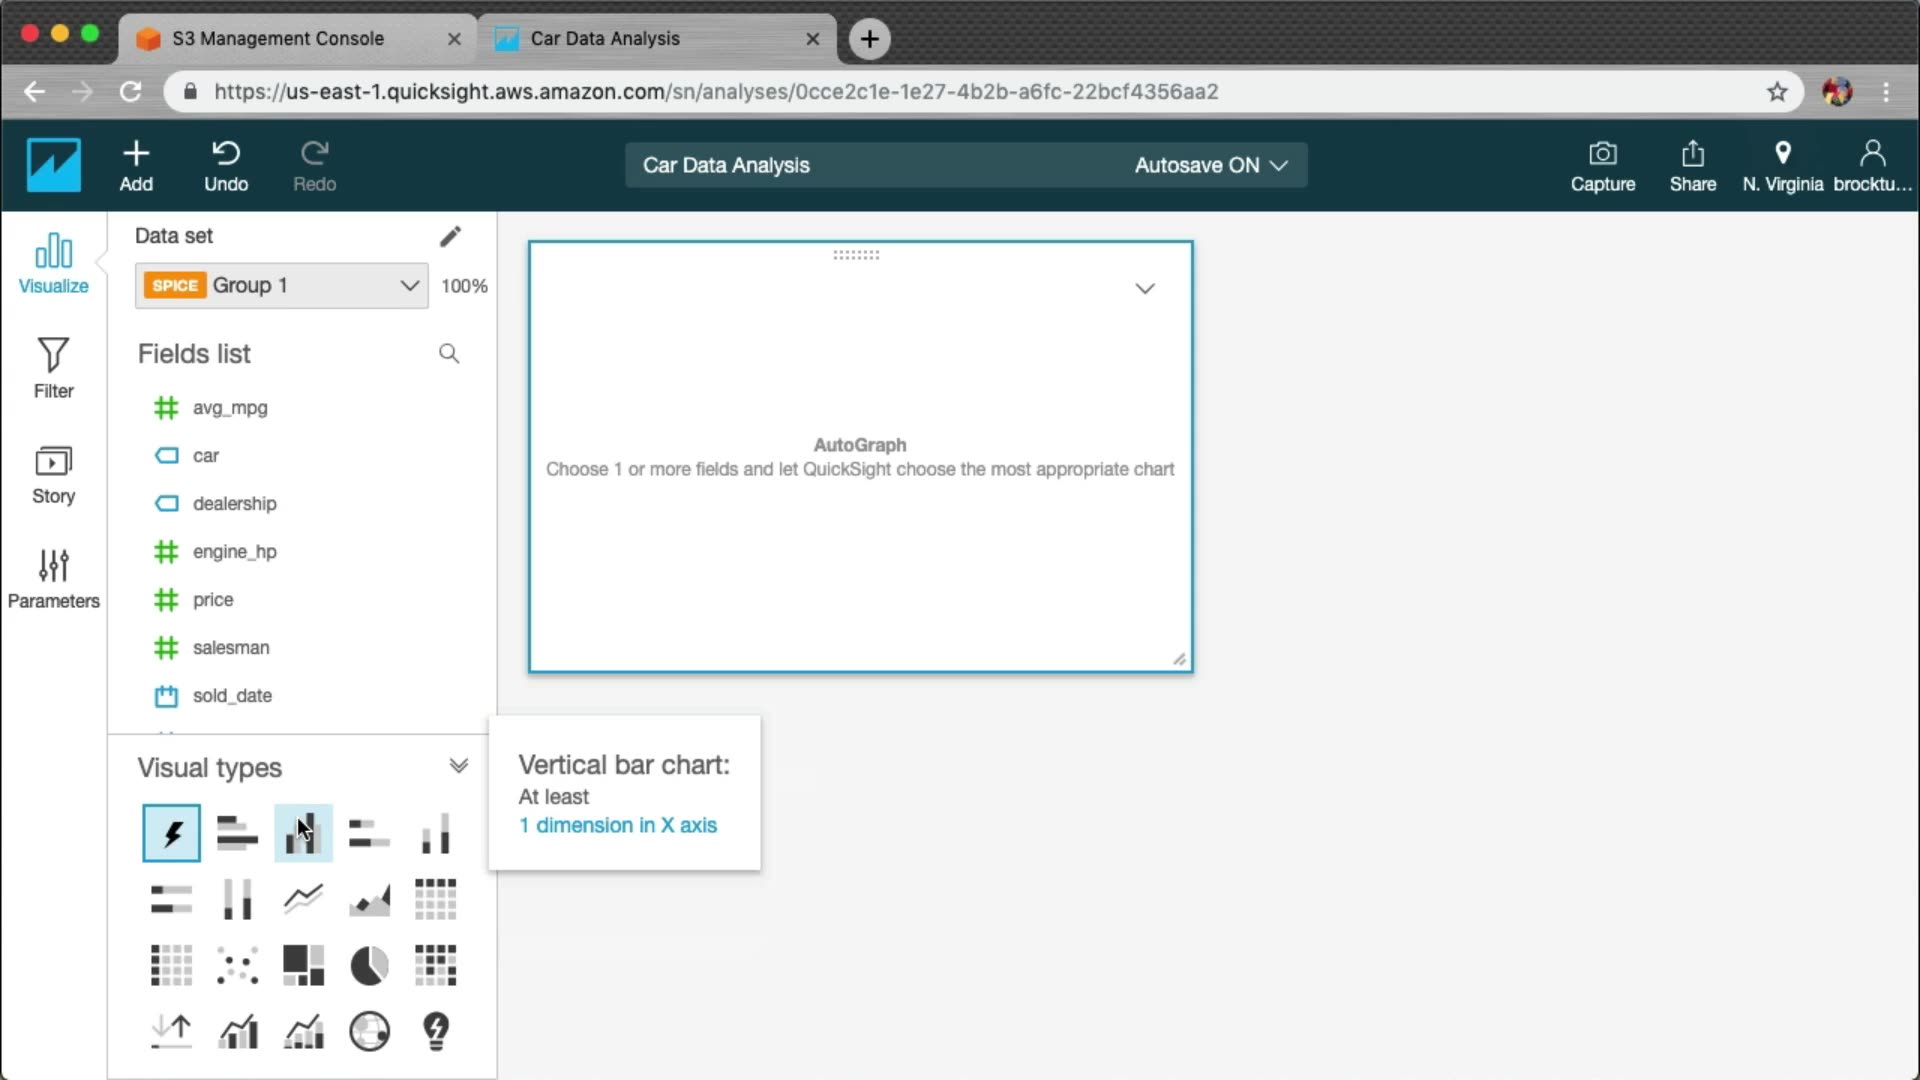 S3 Management Console
Car Data Analysis
https://us-east-1.quicksight.aws.amazon.com/sn/analyses/0cce2c1e-1e27-4b2b-a6fc-22bcf4356aa2
Add
Undo
Redo
Car Data Analysis
Autosave ON
Capture
Share
N. Virginia
brocktu...
Visualize
Filter
Story
Parameters
Data set
SPICE Group 1
100%
Fields list
avg_mpg
car
dealership
engine_hp
price
salesman
sold_date
Visual types
AutoGraph
Choose 1 or more fields and let QuickSight choose the most appropriate chart
Vertical bar chart:
At least
1 dimension in X axis